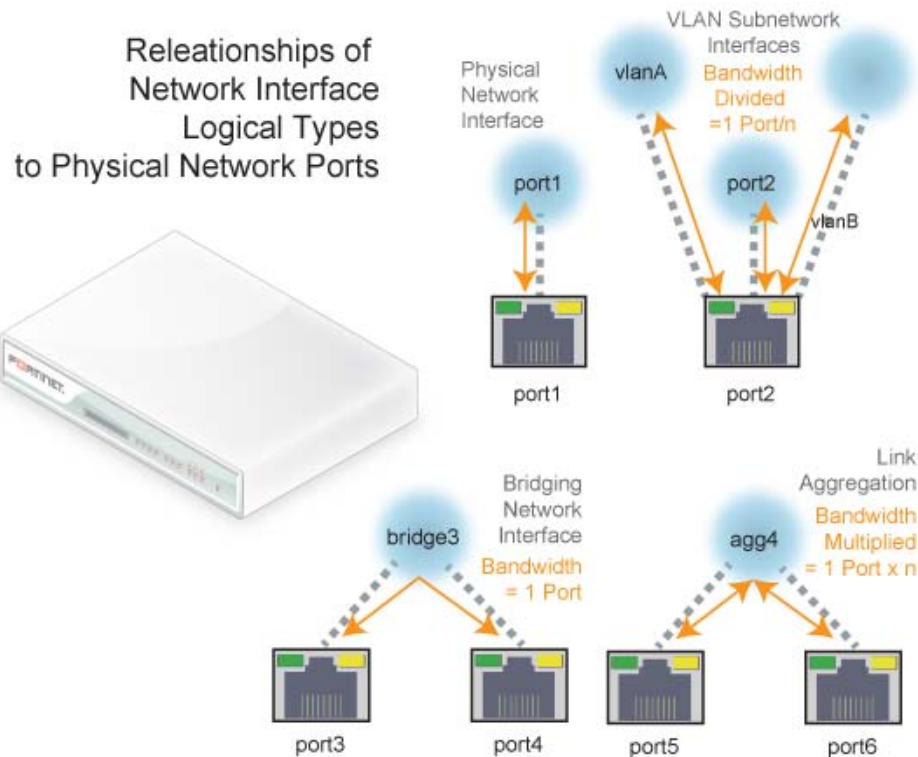 Releationships of
Network Interface
Logical Types
to Physical Network Ports
FORTINET.
Physical
Network
Interface
port1
port1
VLAN Subnetwork
Interfaces
Bandwidth
Divided
=1 Port/n
vlanA
port2
vlanB
port2
Bridging
Network
Interface
Bandwidth
= 1 Port
bridge3
port3
port4
Link
Aggregation
Bandwidth
Multiplied
= 1 Port x n
agg4
port5
port6